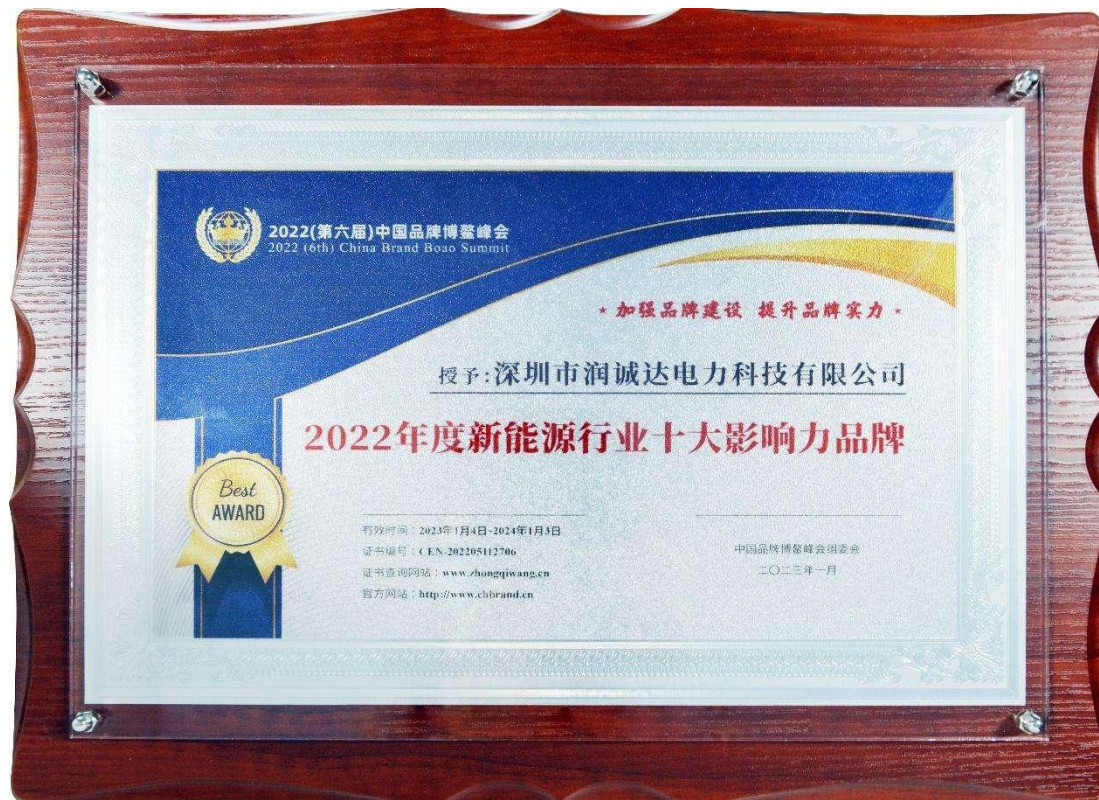 2022(第六届)中国品牌博鳌峰会
2022 (6th) China Brand Boao Summit
★ 加强品牌建设 提升品牌实力 ★
授予:深圳市润诚达电力科技有限公司
2022年度新能源行业十大影响力品牌
Best
AWARD
有效时间:2023年1月4日-2024年1月3日
证书编号:CEN-202205112706
证书查询网站:www.zhongqiwang.cn
官方网站:http://www.chbrand.cn
中国品牌博鳌峰会组委会
二〇二三年一月